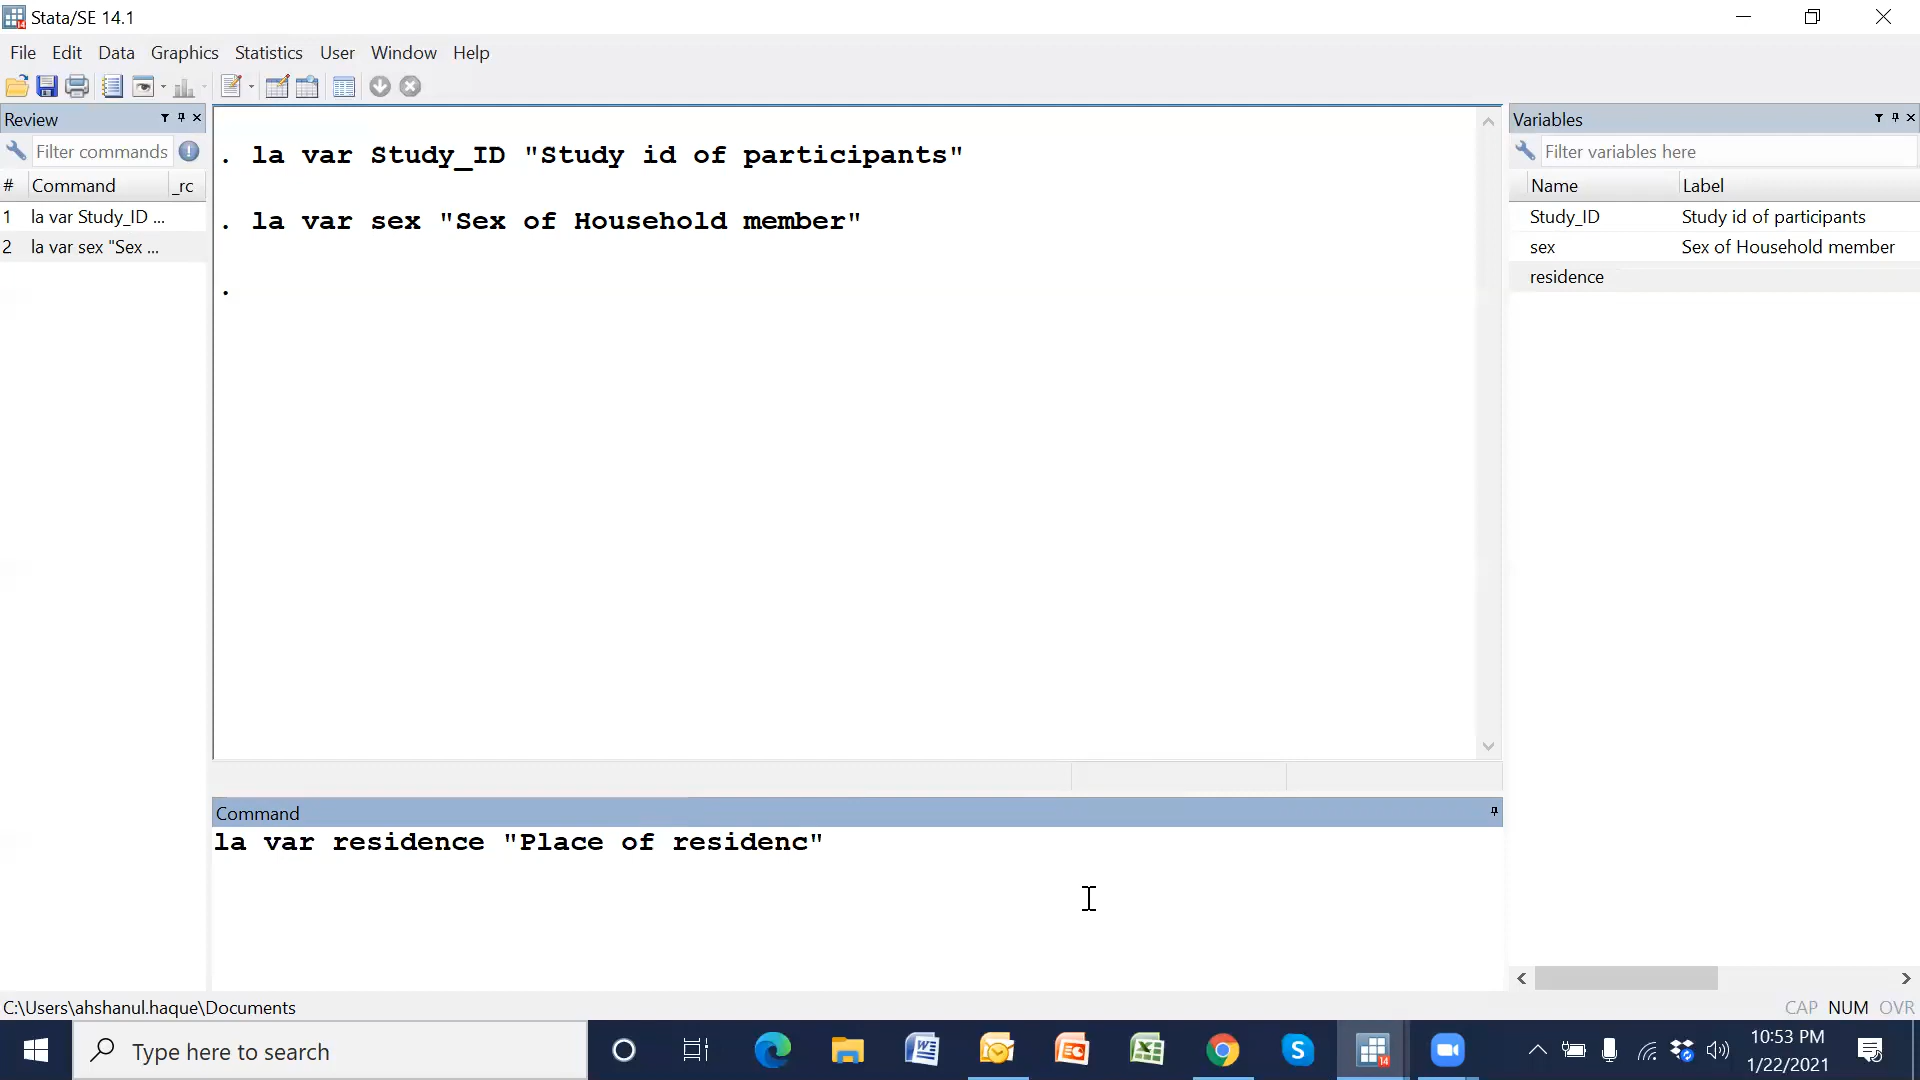 Stata/SE 14.1
File Edit Data Graphics Statistics User Window Help
Review
Filter commands
# Command _rc
1 la var Study_ID ...
2 la var sex "Sex ...
. la var Study_ID "Study id of participants"
. la var sex "Sex of Household member"
.
Variables
Filter variables here
Name Label
Study_ID Study id of participants
sex Sex of Household member
residence
Command
la var residence "Place of residenc"
C:\Users\ahshanul.haque\Documents
CAP NUM OVR
Type here to search
14
10:53 PM
1/22/2021